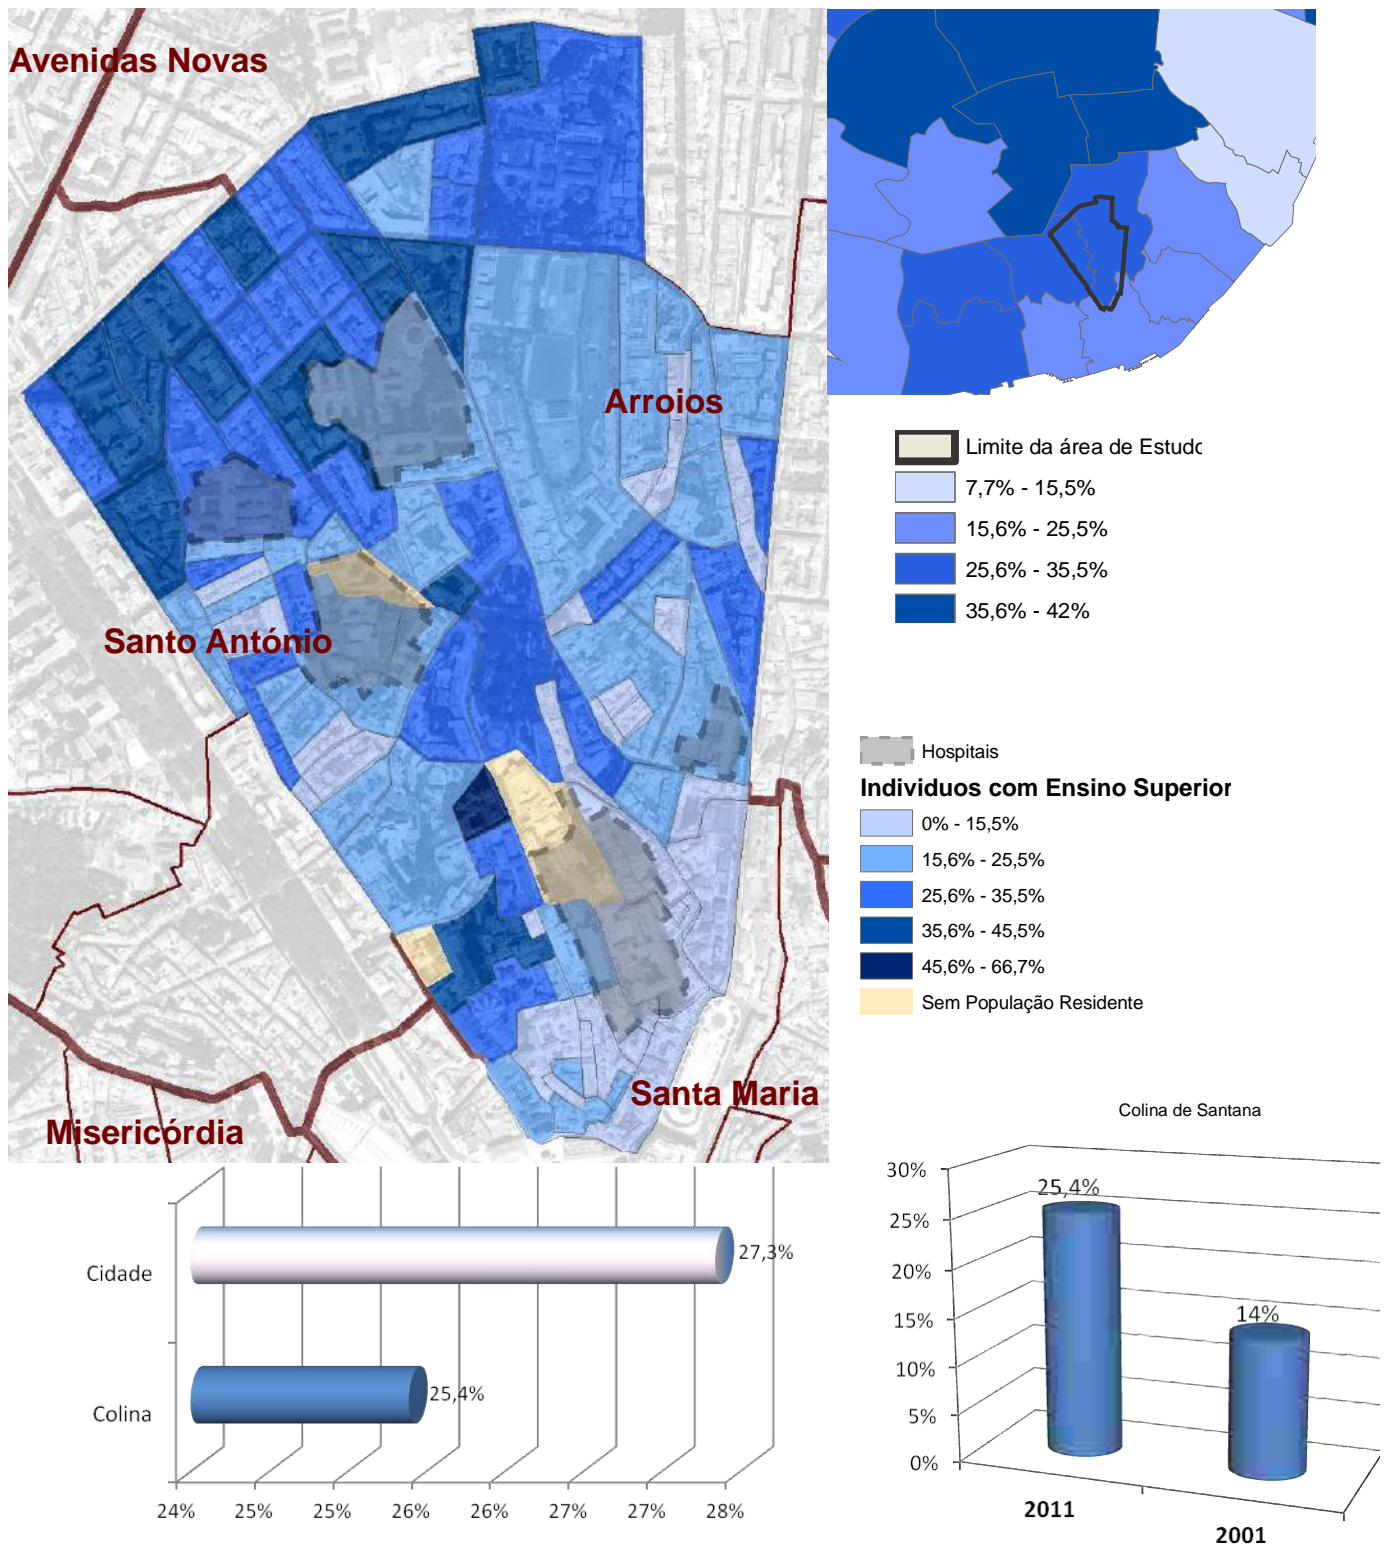 Avenidas Novas
Arroios
Santo António
Santa Maria
Misericórdia
Limite da área de Estudo
7,7% - 15,5%
15,6% - 25,5%
25,6% - 35,5%
35,6% - 42%
Hospitais
Individuos com Ensino Superior
0% - 15,5%
15,6% - 25,5%
25,6% - 35,5%
35,6% - 45,5%
45,6% - 66,7%
Sem População Residente
Cidade
27,3%
Colina
25,4%
24% 25% 25% 26% 26% 27% 27% 28%
Colina de Santana
30%
25%
20%
15%
10%
5%
0%
25,4%
14%
2011
2001